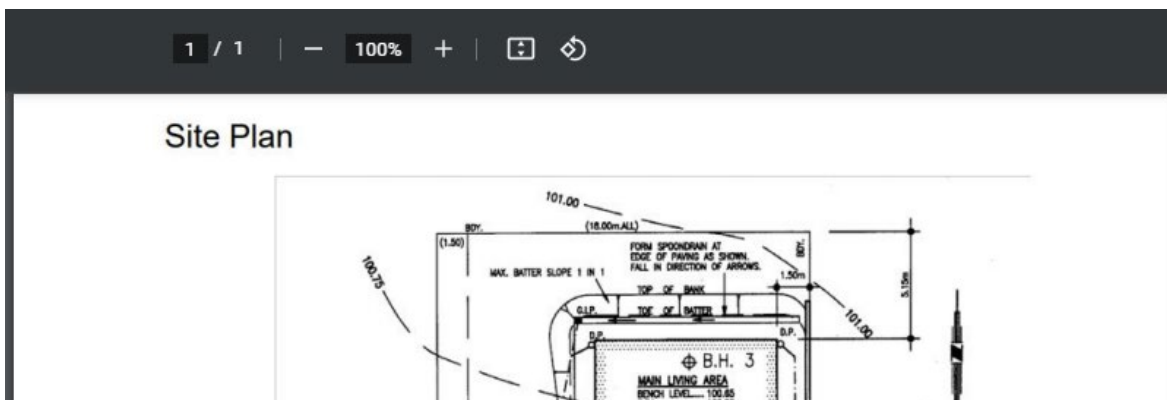 1 / 1 100%
Site Plan
101.00
BDY. (18.00m.ALL) BDY.
(1.50)
FORM SPOONDRAIN AT
EDGE OF PAVING AS SHOWN.
FALL IN DIRECTION OF ARROWS.
100.75
MAX. BATTER SLOPE 1 IN 1
1.50m
5.15m
TOP OF BANK
G.I.P. TOE OF BATTER
101.00
D.P. D.P.
B.H. 3
MAIN LIVING AREA
BENCH LEVEL.... 100.65